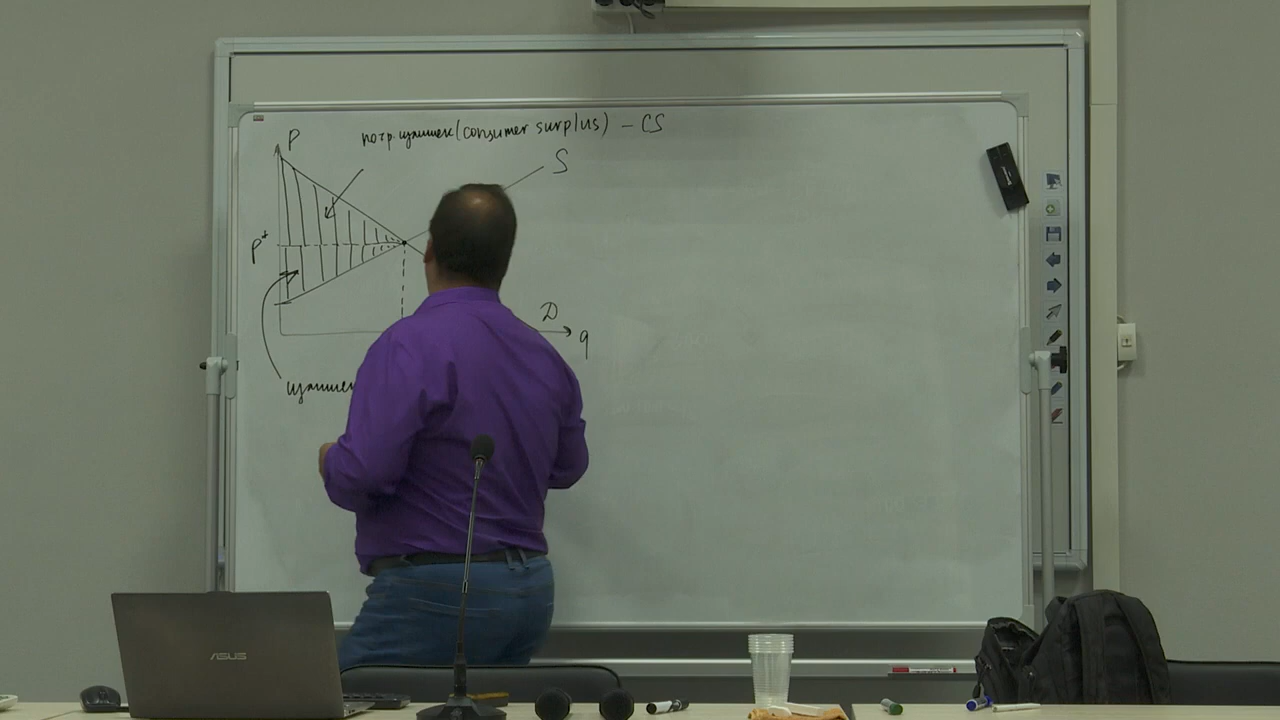 потр. излишек (consumer surplus) – CS
P
S
P*
D
q
излишек
ASUS